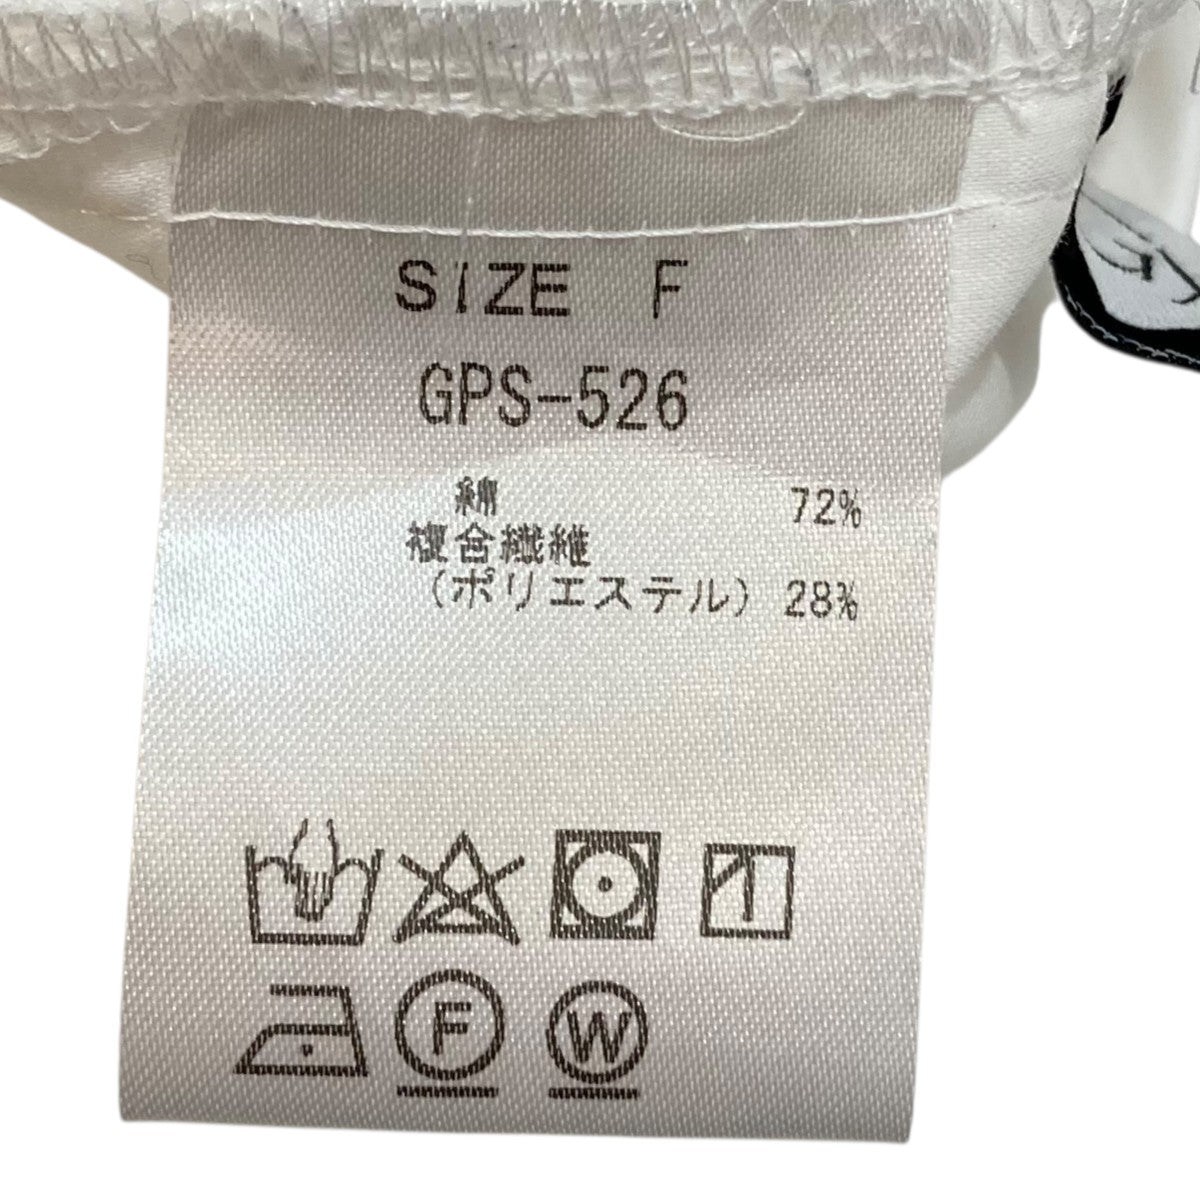 SIZE F
GPS-526
綿 72%
複合繊維
(ポリエステル) 28%
F
W